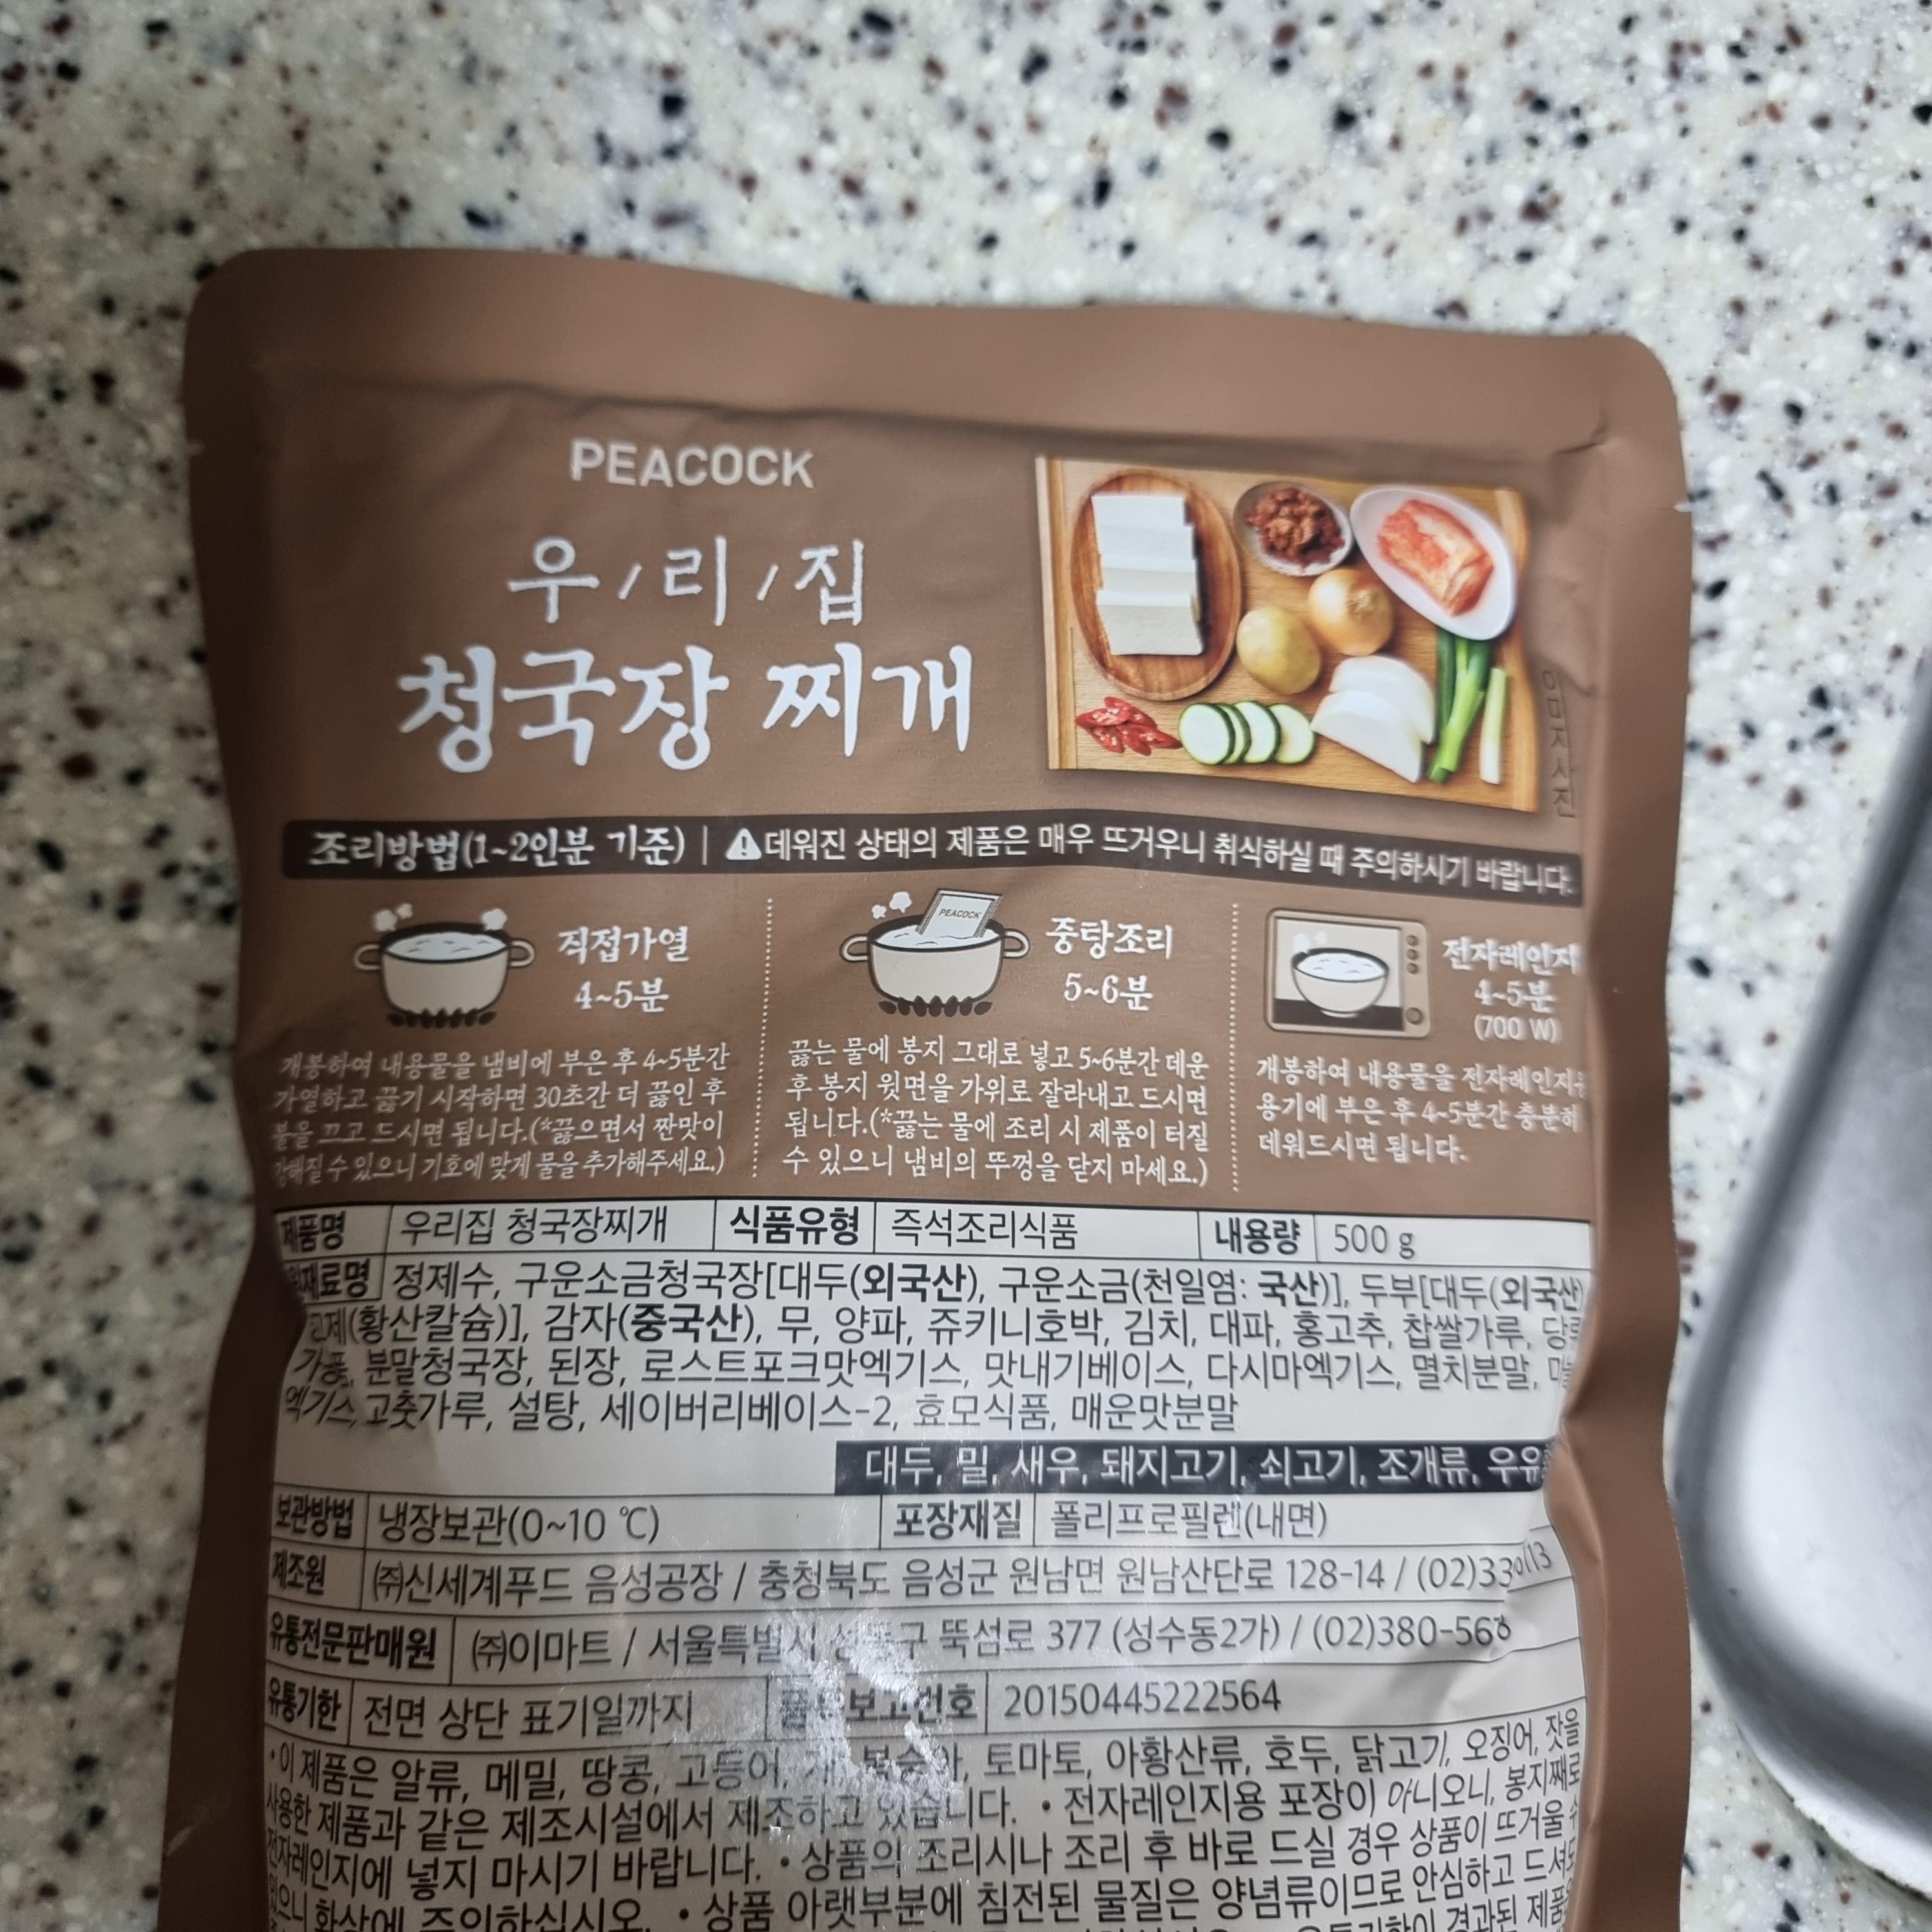 PEACOCK
우/리/집
청국장 찌개
이미지사진
조리방법(1~2인분 기준) | ⚠데워진 상태의 제품은 매우 뜨거우니 취식하실 때 주의하시기 바랍니다.
직접가열
4~5분
개봉하여 내용물을 냄비에 부은 후 4~5분간
가열하고 끓기 시작하면 30초간 더 끓인 후
불을 끄고 드시면 됩니다.(*끓으면서 짠맛이
강해질 수 있으니 기호에 맞게 물을 추가해주세요.)
PEACOCK
중탕조리
5~6분
끓는 물에 봉지 그대로 넣고 5~6분간 데운
후 봉지 윗면을 가위로 잘라내고 드시면
됩니다.(*끓는 물에 조리 시 제품이 터질
수 있으니 냄비의 뚜껑을 닫지 마세요.)
전자레인지
4~5분
(700 W)
개봉하여 내용물을 전자레인지용
용기에 부은 후 4~5분간 충분히
데워드시면 됩니다.
제품명 우리집 청국장찌개 식품유형 즉석조리식품 내용량 500 g
원재료명 정제수, 구운소금청국장[대두(외국산), 구운소금(천일염: 국산)], 두부[대두(외국산)
(황산칼슘)], 감자(중국산), 무, 양파, 쥬키니호박, 김치, 대파, 홍고추, 찹쌀가루,
분말청국장, 된장, 로스트포크맛엑기스, 맛내기베이스, 다시마엑기스, 멸치분말,
엑기스, 고춧가루, 설탕, 세이버리베이스-2, 효모식품, 매운맛분말
대두, 밀, 새우, 돼지고기, 쇠고기, 조개류, 우유
보관방법 냉장보관(0~10 ℃) 포장재질 폴리프로필렌(내면)
제조원 ㈜신세계푸드 음성공장 / 충청북도 음성군 원남면 원남산단로 128-14 /
유통전문판매원 ㈜이마트 / 서울특별시 성동구 뚝섬로 377 (성수동2가) /
유통기한 전면 상단 표기일까지 품목보고번호 20150445222564
• 이 제품은 알류, 메밀, 땅콩, 고등어, 게, 복숭아, 토마토, 아황산류, 호두, 닭고기, 오징어, 잣을
사용한 제품과 같은 제조시설에서 제조하고 있습니다. • 전자레인지용 포장이 아니오니, 봉지째로
전자레인지에 넣지 마시기 바랍니다. • 상품의 조리시나 조리 후 바로 드실 경우 상품이 뜨거울 수
있으니 화상에 주의하십시오. • 상품 아랫부분에 침전된 물질은 양념류이므로 안심하고 드셔도
유통기한이 경과된 제품